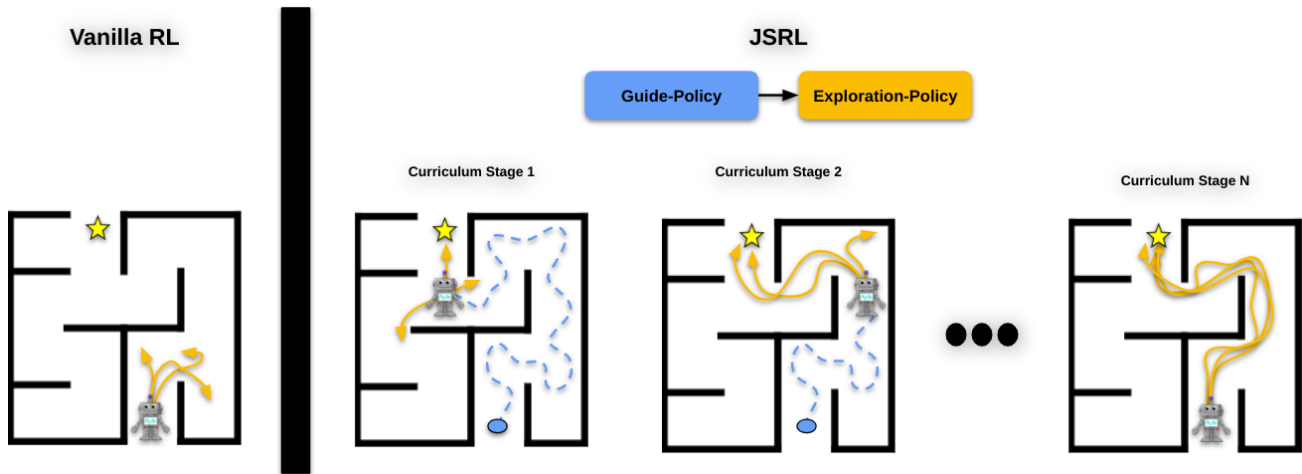 Vanilla RL
JSRL
Guide-Policy
Exploration-Policy
Curriculum Stage 1
Curriculum Stage 2
Curriculum Stage N